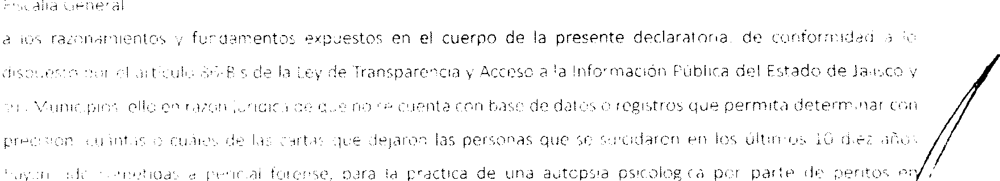 Fiscalía General
a los razonamientos y fundamentos expuestos en el cuerpo de la presente declaratoria, de conformidad a lo
dispuesto por el artículo 86-Bis de la Ley de Transparencia y Acceso a la Información Pública del Estado de Jalisco y
sus Municipios, ello en razón jurídica de que no se cuenta con base de datos o registros que permita determinar con
precisión, cuántas o cuáles de las cartas que dejaron las personas que se suicidaron en los últimos 10 diez años
hayan sido sometidas a pericial forense, para la práctica de una autopsia psicológica por parte de peritos en